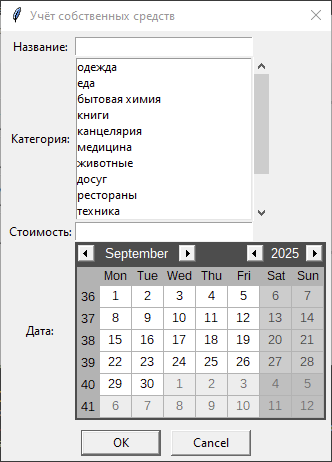 Учёт собственных средств
Название:
Категория:
одежда
еда
бытовая химия
книги
канцелярия
медицина
животные
досуг
рестораны
техника
Стоимость:
Дата:
September 2025
Mon Tue Wed Thu Fri Sat Sun
36 1 2 3 4 5 6 7
37 8 9 10 11 12 13 14
38 15 16 17 18 19 20 21
39 22 23 24 25 26 27 28
40 29 30 1 2 3 4 5
41 6 7 8 9 10 11 12
OK Cancel